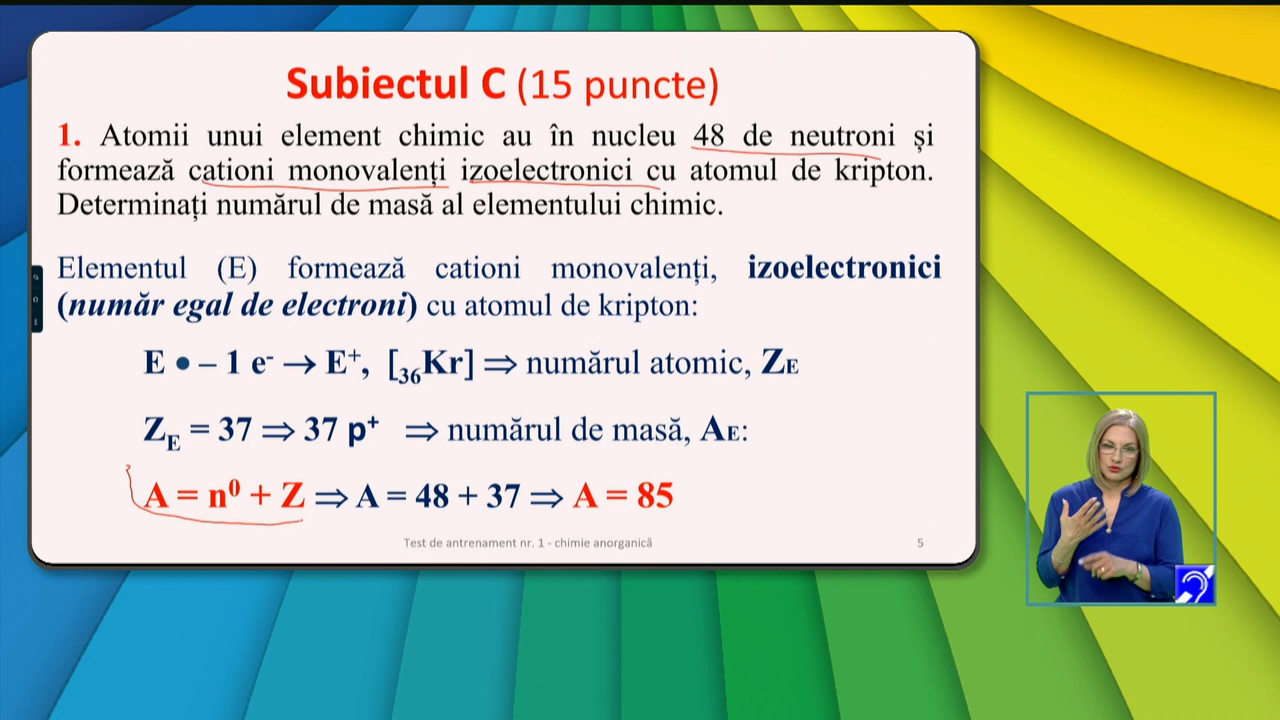 Subiectul C (15 puncte)
1. Atomii unui element chimic au în nucleu 48 de neutroni și
formează cationi monovalenți izoelectronici cu atomul de kripton.
Determinați numărul de masă al elementului chimic.
Elementul (E) formează cationi monovalenți, izoelectronici
(număr egal de electroni) cu atomul de kripton:
E • – 1 e⁻ → E⁺, [₃₆Kr] ⇒ numărul atomic, ZE
ZE = 37 ⇒ 37 p⁺ ⇒ numărul de masă, AE:
A = n⁰ + Z ⇒ A = 48 + 37 ⇒ A = 85
Test de antrenament nr. 1 - chimie anorganică 5